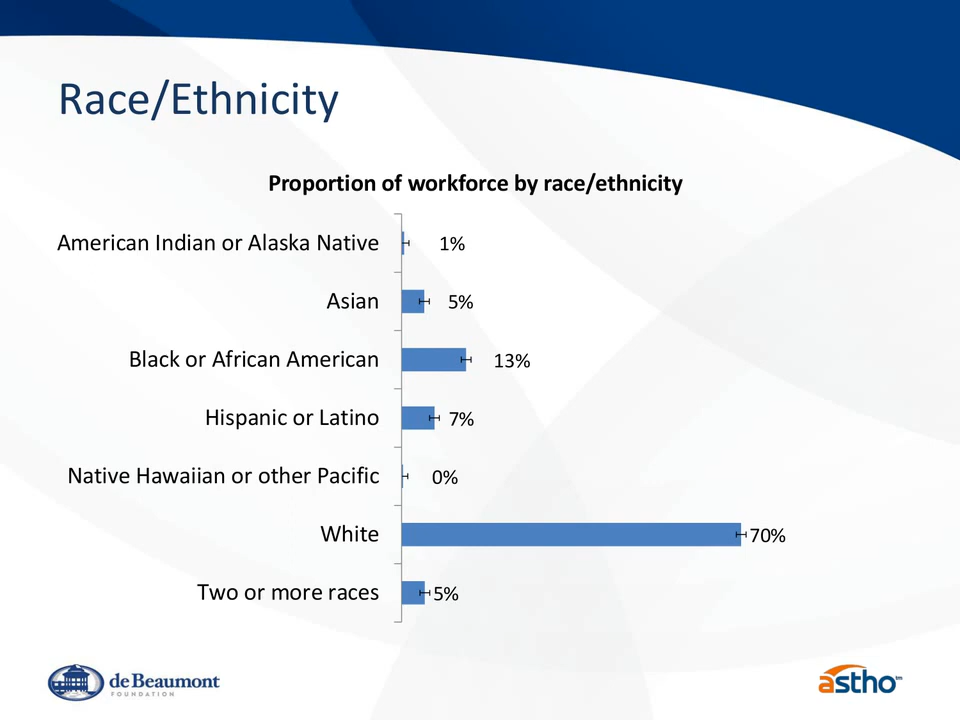 Race/Ethnicity
Proportion of workforce by race/ethnicity
American Indian or Alaska Native 1%
Asian 5%
Black or African American 13%
Hispanic or Latino 7%
Native Hawaiian or other Pacific 0%
White 70%
Two or more races 5%
de Beaumont
FOUNDATION
astho™